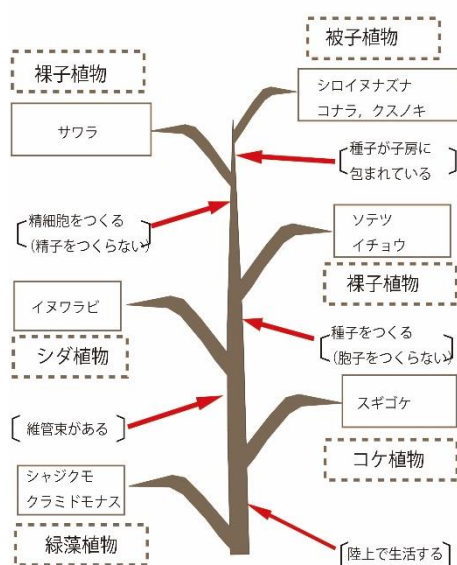 被子植物
シロイヌナズナ
コナラ，クスノキ
裸子植物
サワラ
種子が子房に
包まれている
精細胞をつくる
(精子をつくらない)
ソテツ
イチョウ
裸子植物
イヌワラビ
シダ植物
種子をつくる
(胞子をつくらない)
維管束がある
スギゴケ
コケ植物
シャジクモ
クラミドモナス
緑藻植物
陸上で生活する